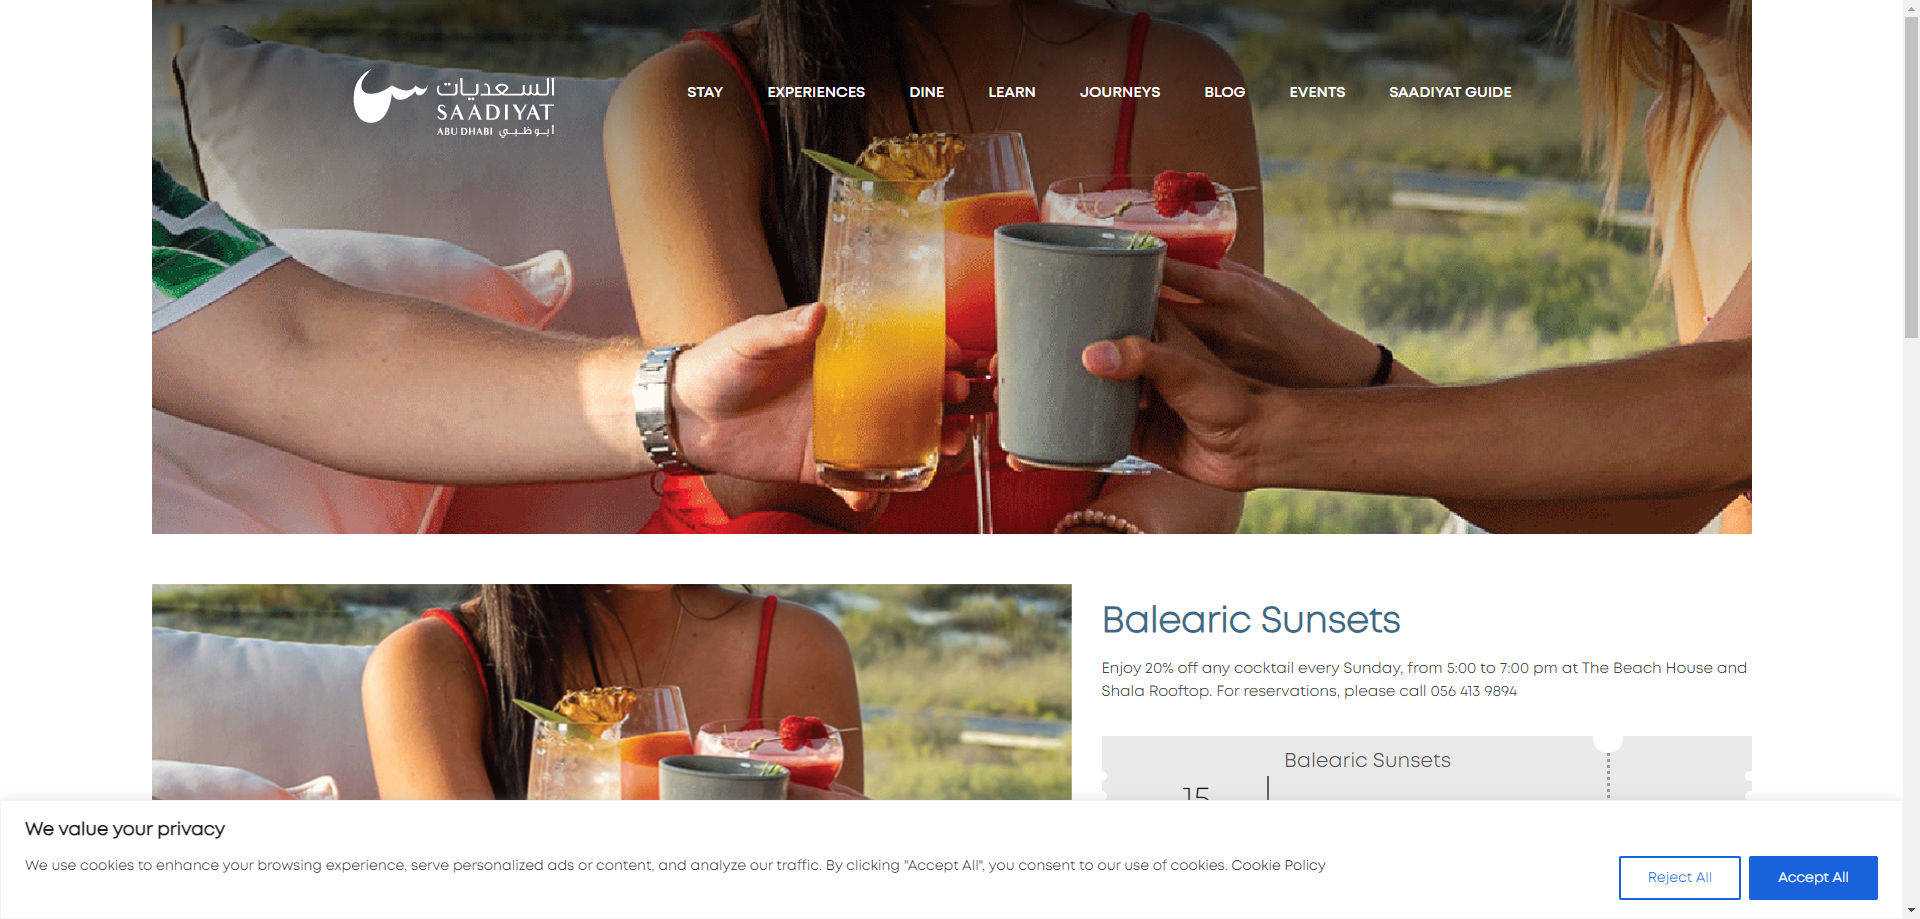 السعديات
SAADIYAT
ABU DHABI أبوظبي
STAY EXPERIENCES DINE LEARN JOURNEYS BLOG EVENTS SAADIYAT GUIDE
Balearic Sunsets
Enjoy 20% off any cocktail every Sunday, from 5:00 to 7:00 pm at The Beach House and
Shala Rooftop. For reservations, please call 056 413 9894
Balearic Sunsets
15
We value your privacy
We use cookies to enhance your browsing experience, serve personalized ads or content, and analyze our traffic. By clicking "Accept All", you consent to our use of cookies. Cookie Policy
Reject All
Accept All